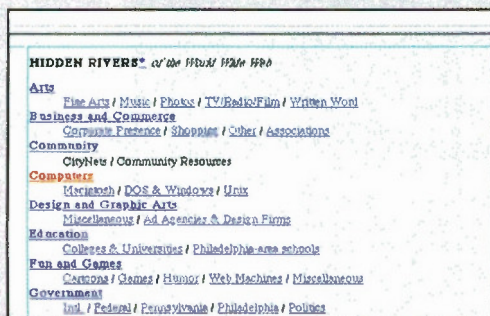 HIDDEN RIVERS* of the World Wide Web
Arts
Fine Arts / Music / Photos / TV/Radio/Film / Written Word
Business and Commerce
Corporate Presence / Shopping / Other / Associations
Community
CityNets / Community Resources
Computers
Macintosh / DOS & Windows / Unix
Design and Graphic Arts
Miscellaneous / Ad Agencies & Design Firms
Education
Colleges & Universities / Philadelphia-area schools
Fun and Games
Cartoons / Games / Humor / Web Machines / Miscellaneous
Government
Intl. / Federal / Pennsylvania / Philadelphia / Politics